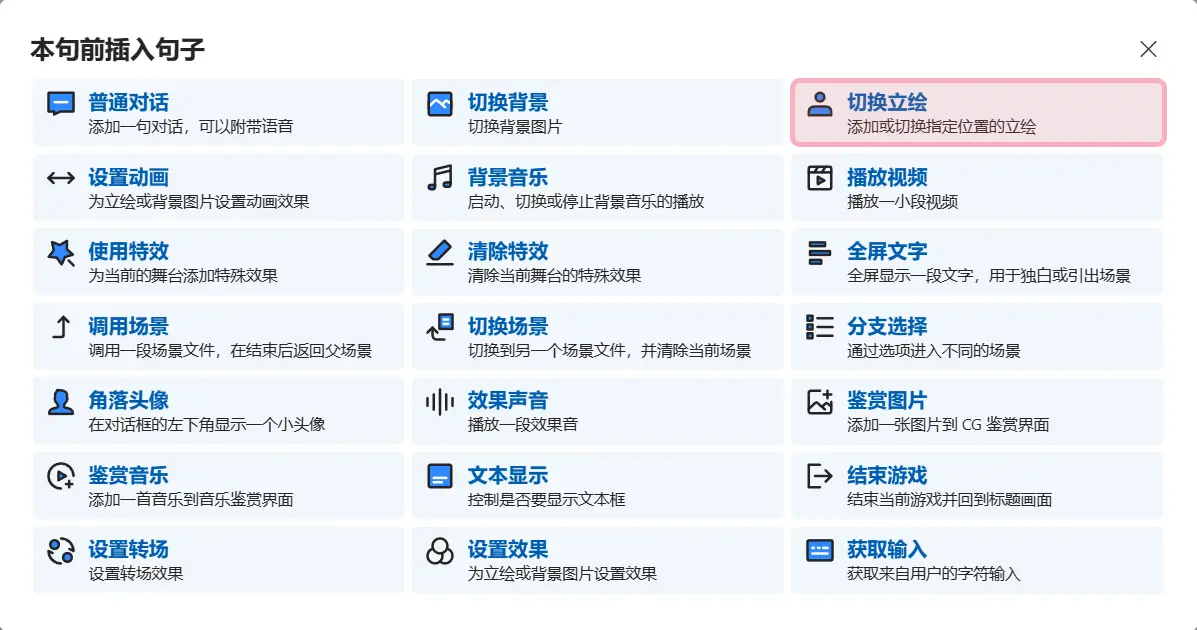 本句前插入句子
普通对话
添加一句对话，可以附带语音
切换背景
切换背景图片
切换立绘
添加或切换指定位置的立绘
设置动画
为立绘或背景图片设置动画效果
背景音乐
启动、切换或停止背景音乐的播放
播放视频
播放一小段视频
使用特效
为当前的舞台添加特殊效果
清除特效
清除当前舞台的特殊效果
全屏文字
全屏显示一段文字，用于独白或引出场景
调用场景
调用一段场景文件，在结束后返回父场景
切换场景
切换到另一个场景文件，并清除当前场景
分支选择
通过选项进入不同的场景
角落头像
在对话框的左下角显示一个小头像
效果声音
播放一段效果音
鉴赏图片
添加一张图片到 CG 鉴赏界面
鉴赏音乐
添加一首音乐到音乐鉴赏界面
文本显示
控制是否要显示文本框
结束游戏
结束当前游戏并回到标题画面
设置转场
设置转场效果
设置效果
为立绘或背景图片设置效果
获取输入
获取来自用户的字符输入